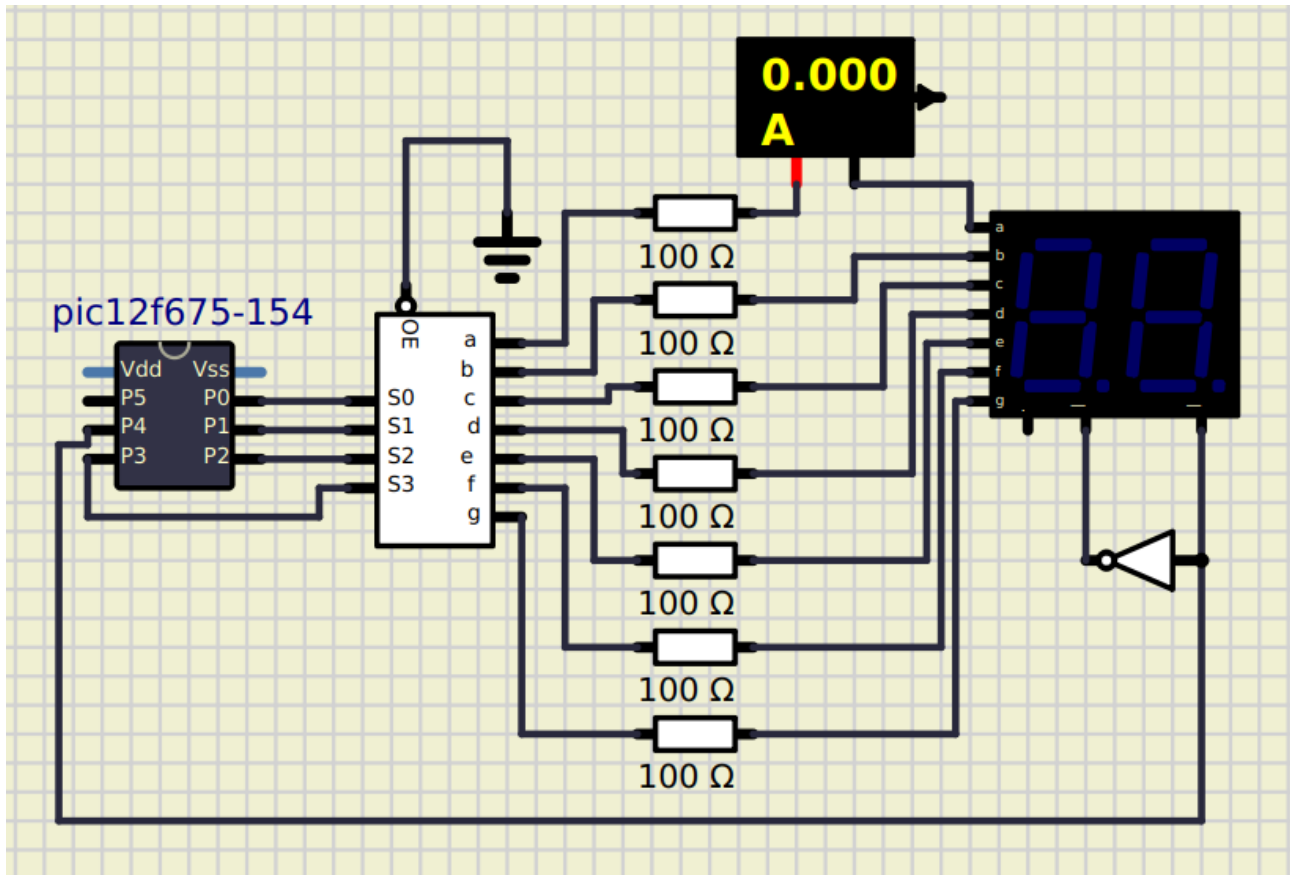 0.000
A
100 Ω
100 Ω
100 Ω
100 Ω
100 Ω
100 Ω
100 Ω
pic12f675-154
Vdd Vss
P5 P0
P4 P1
P3 P2
OE
S0
S1
S2
S3
a
b
c
d
e
f
g
a
b
c
d
e
f
g